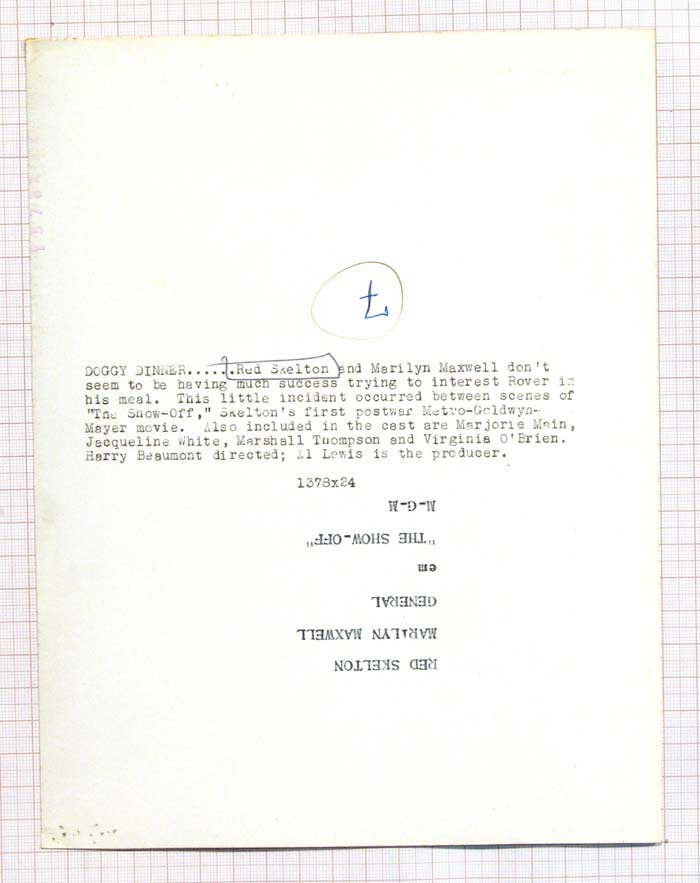 DOGGY DINNER......Red Skelton and Marilyn Maxwell don't
seem to be having much success trying to interest Rover in
his meal. This little incident occurred between scenes of
"The Show-Off," Skelton's first postwar Metro-Goldwyn-
Mayer movie. Also included in the cast are Marjorie Main,
Jacqueline White, Marshall Thompson and Virginia O'Brien.
Harry Beaumont directed; Al Lewis is the producer.
1378x24
RED SKELTON
MARILYN MAXWELL
GENERAL
em
"THE SHOW-OFF"
M-G-M